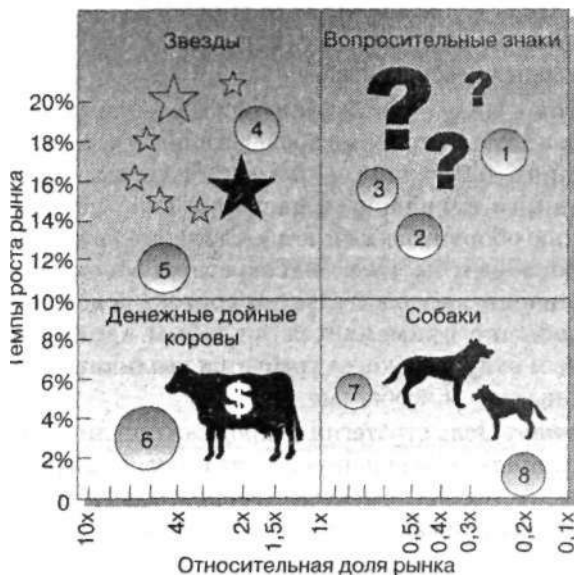 Звезды
Вопросительные знаки
20%
18%
16%
14%
12%
10%
8%
6%
4%
2%
0
Темпы роста рынка
4
5
? ? ?
1
3
2
Денежные дойные
коровы
Собаки
$
6
7
8
10x
4x
2x
1,5x
1x
0,5x
0,4x
0,3x
0,2x
0,1x
Относительная доля рынка